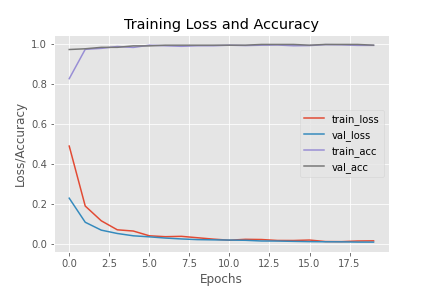 Training Loss and Accuracy
Loss/Accuracy
1.0
0.8
0.6
0.4
0.2
0.0
train_loss
val_loss
train_acc
val_acc
0.0 2.5 5.0 7.5 10.0 12.5 15.0 17.5
Epochs